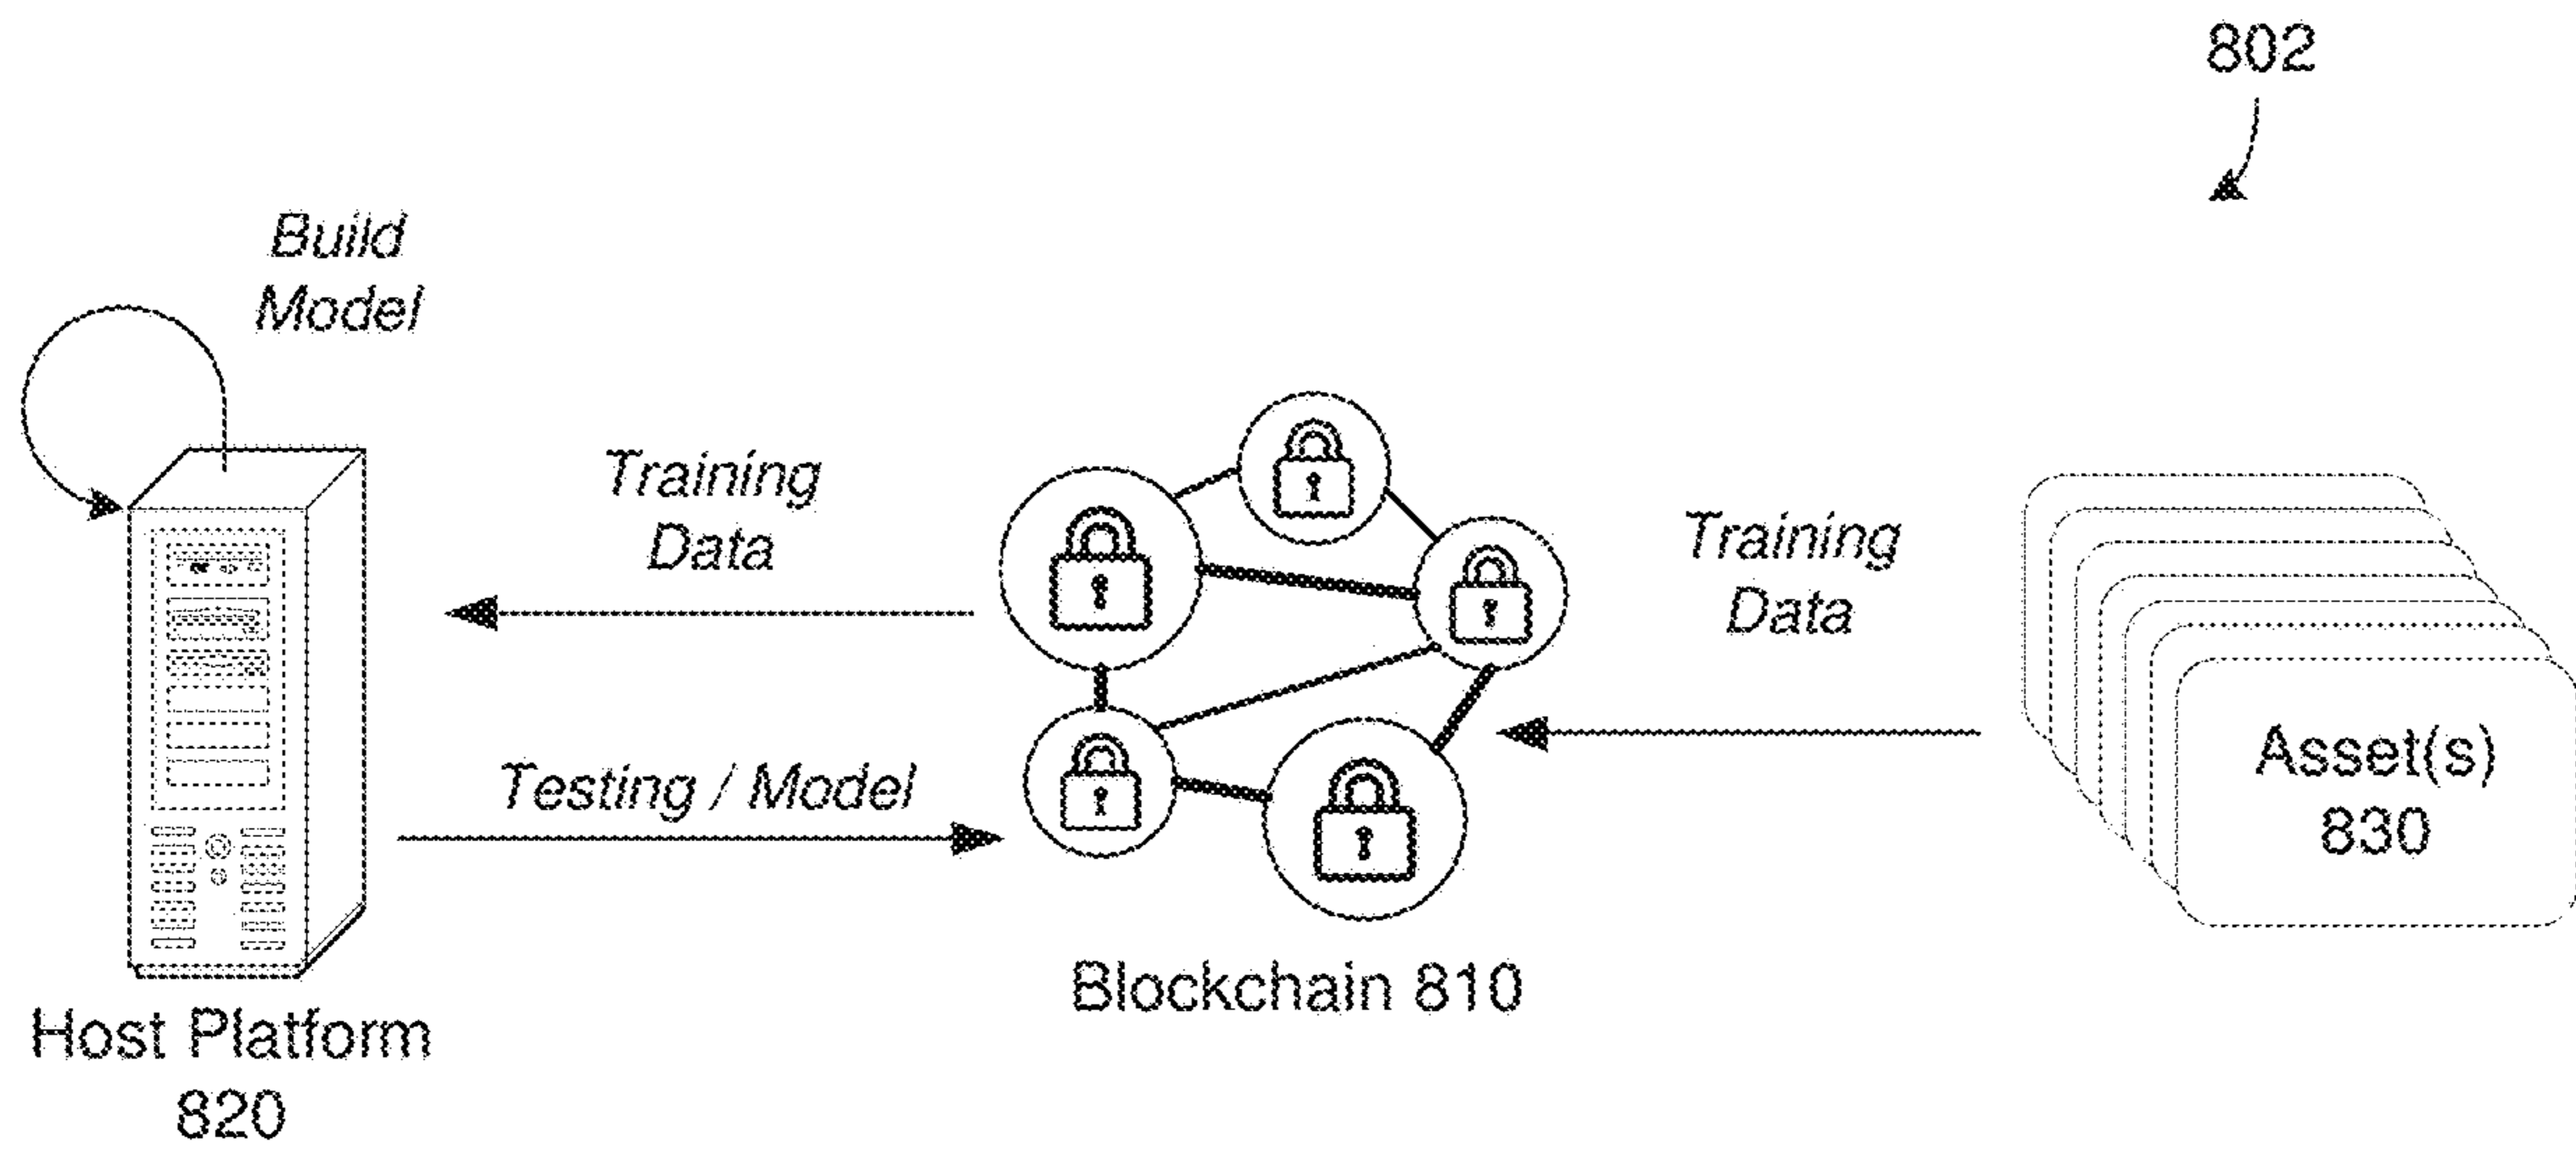 802
Build
Model
Training
Data
Training
Data
Testing / Model
Asset(s)
830
Blockchain 810
Host Platform
820